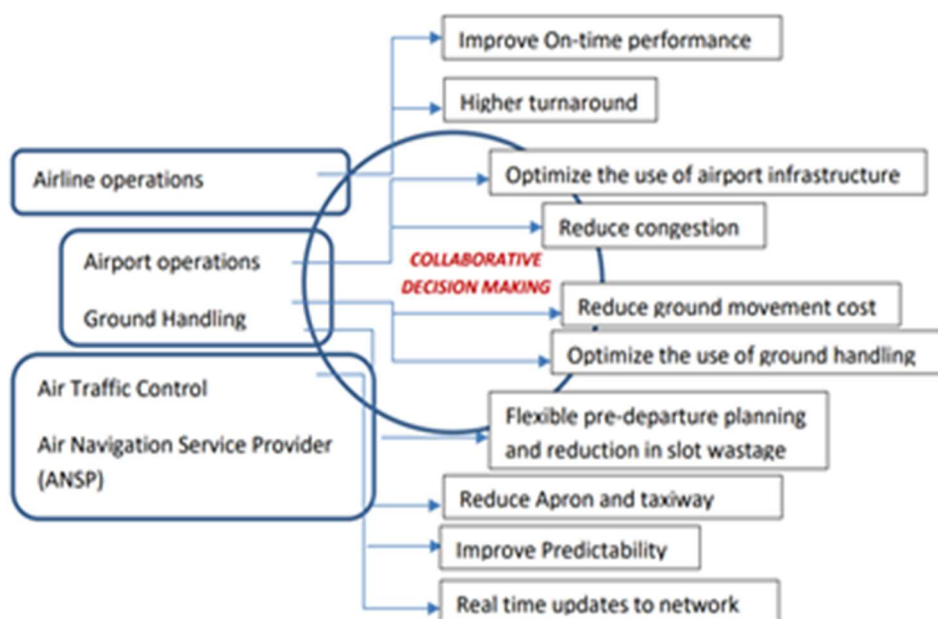 Improve On-time performance
Higher turnaround
Airline operations
Optimize the use of airport infrastructure
Reduce congestion
Airport operations
COLLABORATIVE
DECISION MAKING
Ground Handling
Reduce ground movement cost
Optimize the use of ground handling
Air Traffic Control
Air Navigation Service Provider
(ANSP)
Flexible pre-departure planning
and reduction in slot wastage
Reduce Apron and taxiway
Improve Predictability
Real time updates to network